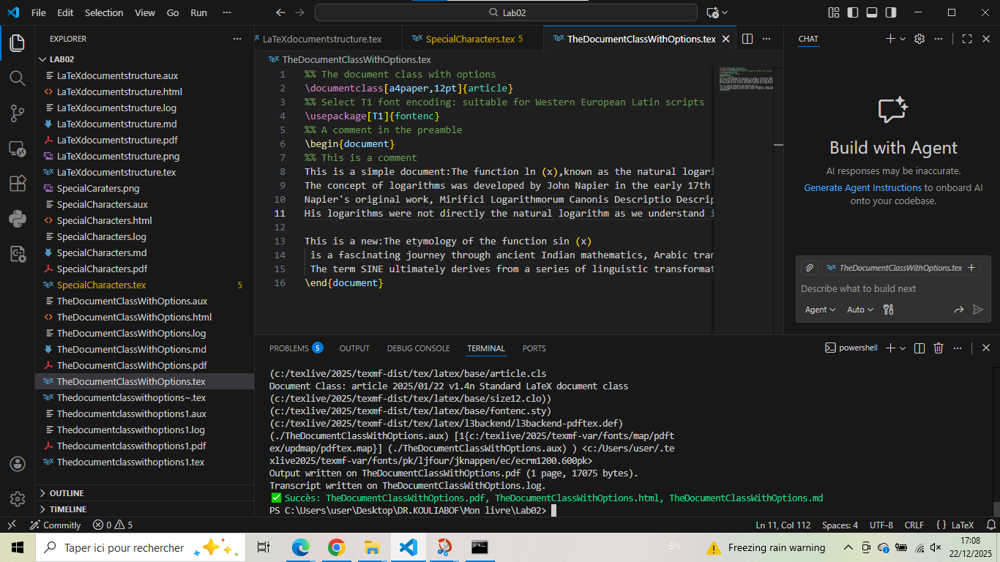 File Edit Selection View Go Run ··· Lab02
EXPLORER ···
LAB02
LaTeXdocumentstructure.aux
LaTeXdocumentstructure.html
LaTeXdocumentstructure.log
LaTeXdocumentstructure.md
LaTeXdocumentstructure.pdf
LaTeXdocumentstructure.png
LaTeXdocumentstructure.tex
SpecialCaraters.png
SpecialCharacters.aux
SpecialCharacters.html
SpecialCharacters.log
SpecialCharacters.md
SpecialCharacters.pdf
SpecialCharacters.tex 5
TheDocumentClassWithOptions.aux
TheDocumentClassWithOptions.html
TheDocumentClassWithOptions.log
TheDocumentClassWithOptions.md
TheDocumentClassWithOptions.pdf
TheDocumentClassWithOptions.tex
Thedocumentclasswithoptions~.tex
Thedocumentclasswithoptions1.aux
Thedocumentclasswithoptions1.log
Thedocumentclasswithoptions1.pdf
Thedocumentclasswithoptions1.tex
OUTLINE
TIMELINE
LaTeXdocumentstructure.tex SpecialCharacters.tex 5 TheDocumentClassWithOptions.tex
TheDocumentClassWithOptions.tex
1 %% The document class with options
2 \documentclass[a4paper,12pt]{article}
3 %% Select T1 font encoding: suitable for Western European Latin scripts
4 \usepackage[T1]{fontenc}
5 %% A comment in the preamble
6 \begin{document}
7 %% This is a comment
8 This is a simple document:The function ln (x),known as the natural logari
9 The concept of logarithms was developed by John Napier in the early 17th
10 Napier's original work, Mirifici Logarithmorum Canonis Descriptio Descrip
11 His logarithms were not directly the natural logarithm as we understand i
12
13 This is a new:The etymology of the function sin (x)
14 is a fascinating journey through ancient Indian mathematics, Arabic tran
15 The term SINE ultimately derives from a series of linguistic transformat
16 \end{document}
PROBLEMS 5 OUTPUT DEBUG CONSOLE TERMINAL PORTS powershell
(c:/texlive/2025/texmf-dist/tex/latex/base/article.cls
Document Class: article 2025/01/22 v1.4n Standard LaTeX document class
(c:/texlive/2025/texmf-dist/tex/latex/base/size12.clo))
(c:/texlive/2025/texmf-dist/tex/latex/base/fontenc.sty)
(c:/texlive/2025/texmf-dist/tex/latex/l3backend/l3backend-pdftex.def)
(./TheDocumentClassWithOptions.aux) [1{c:/texlive/2025/texmf-var/fonts/map/pdft
ex/updmap/pdftex.map}] (./TheDocumentClassWithOptions.aux) ) <c:/Users/user/.te
xlive2025/texmf-var/fonts/pk/ljfour/jknappen/ec/ecrm1200.600pk>
Output written on TheDocumentClassWithOptions.pdf (1 page, 17075 bytes).
Transcript written on TheDocumentClassWithOptions.log.
✅ Succès: TheDocumentClassWithOptions.pdf, TheDocumentClassWithOptions.html, TheDocumentClassWithOptions.md
PS C:\Users\user\Desktop\DR.KOULIABOF\Mon livre\Lab02>
CHAT
Build with Agent
AI responses may be inaccurate.
Generate Agent Instructions to onboard AI
onto your codebase.
TheDocumentClassWithOptions.tex
Describe what to build next
Agent Auto
Commitly 0 5 Ln 11, Col 112 Spaces: 4 UTF-8 CRLF {} LaTeX
Taper ici pour rechercher EN Freezing rain warning 17:08
22/12/2025